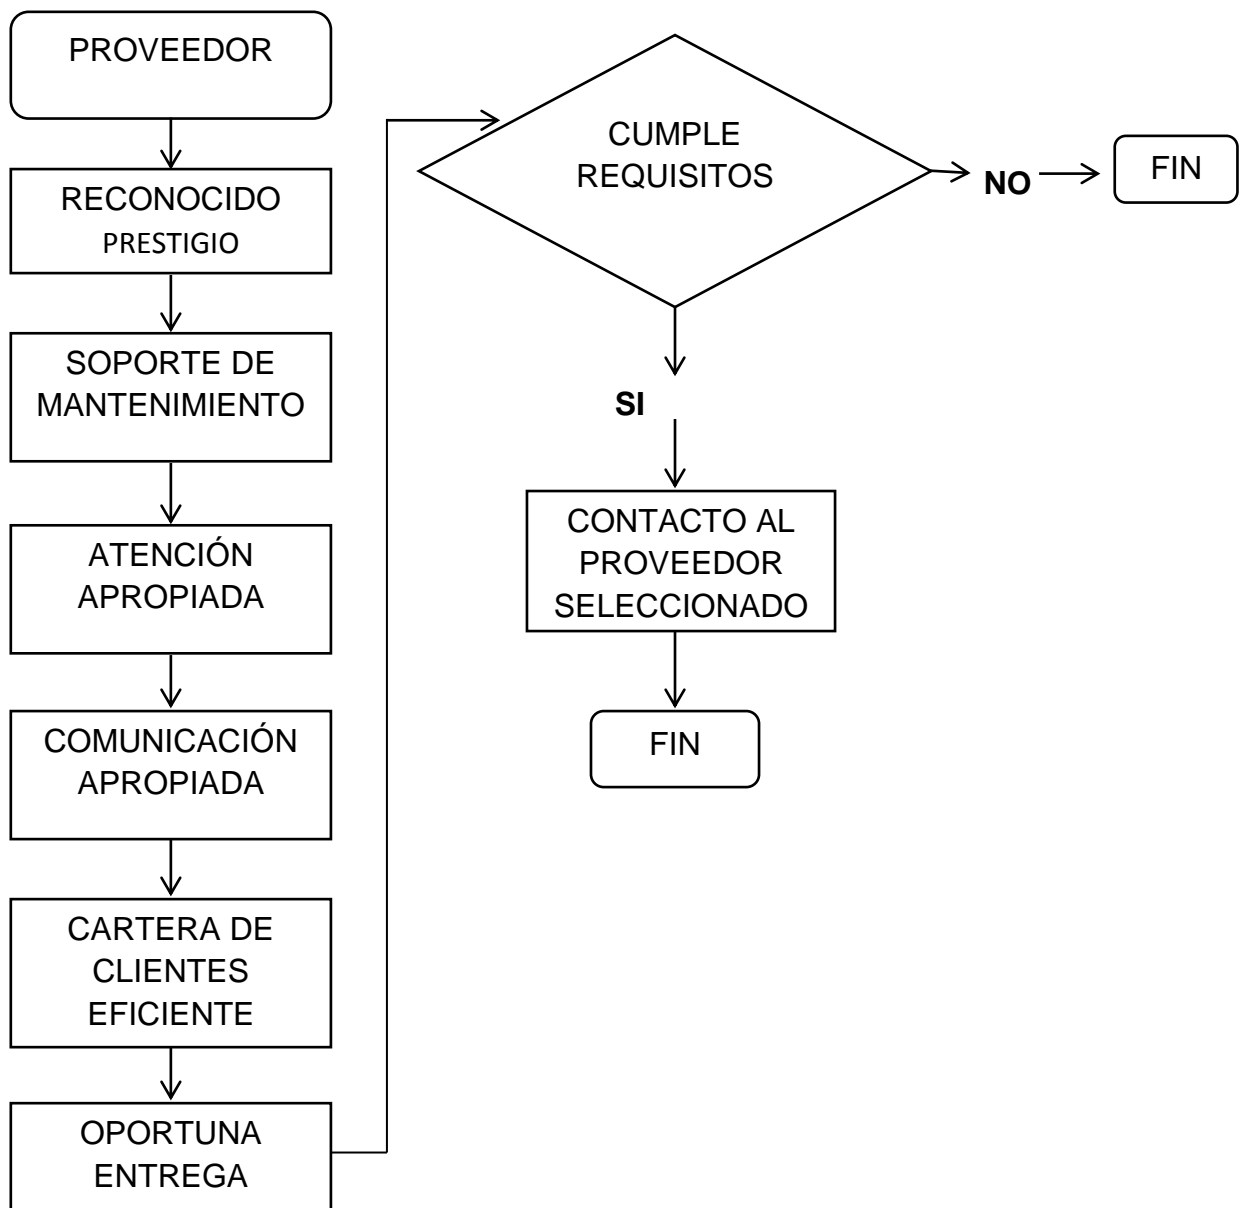 PROVEEDOR
RECONOCIDO
PRESTIGIO
SOPORTE DE
MANTENIMIENTO
ATENCIÓN
APROPIADA
COMUNICACIÓN
APROPIADA
CARTERA DE
CLIENTES
EFICIENTE
OPORTUNA
ENTREGA
CUMPLE
REQUISITOS
NO
FIN
SI
CONTACTO AL
PROVEEDOR
SELECCIONADO
FIN